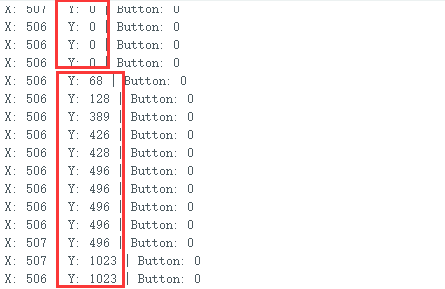 X: 507 Y: 0 | Button: 0
X: 506 Y: 0 | Button: 0
X: 506 Y: 0 | Button: 0
X: 506 Y: 0 | Button: 0
X: 506 Y: 68 | Button: 0
X: 506 Y: 128 | Button: 0
X: 506 Y: 389 | Button: 0
X: 506 Y: 426 | Button: 0
X: 506 Y: 428 | Button: 0
X: 506 Y: 496 | Button: 0
X: 506 Y: 496 | Button: 0
X: 506 Y: 496 | Button: 0
X: 506 Y: 496 | Button: 0
X: 507 Y: 496 | Button: 0
X: 507 Y: 1023 | Button: 0
X: 506 Y: 1023 | Button: 0